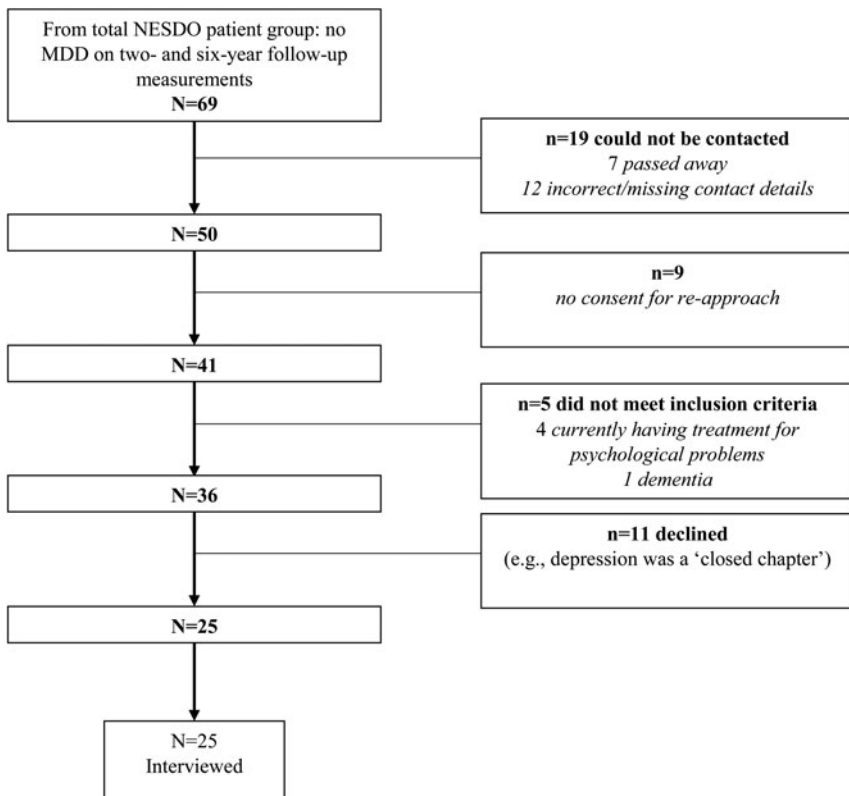 From total NESDO patient group: no
MDD on two- and six-year follow-up
measurements
N=69
n=19 could not be contacted
7 passed away
12 incorrect/missing contact details
N=50
n=9
no consent for re-approach
N=41
n=5 did not meet inclusion criteria
4 currently having treatment for
psychological problems
1 dementia
N=36
n=11 declined
(e.g., depression was a ‘closed chapter’)
N=25
N=25
Interviewed